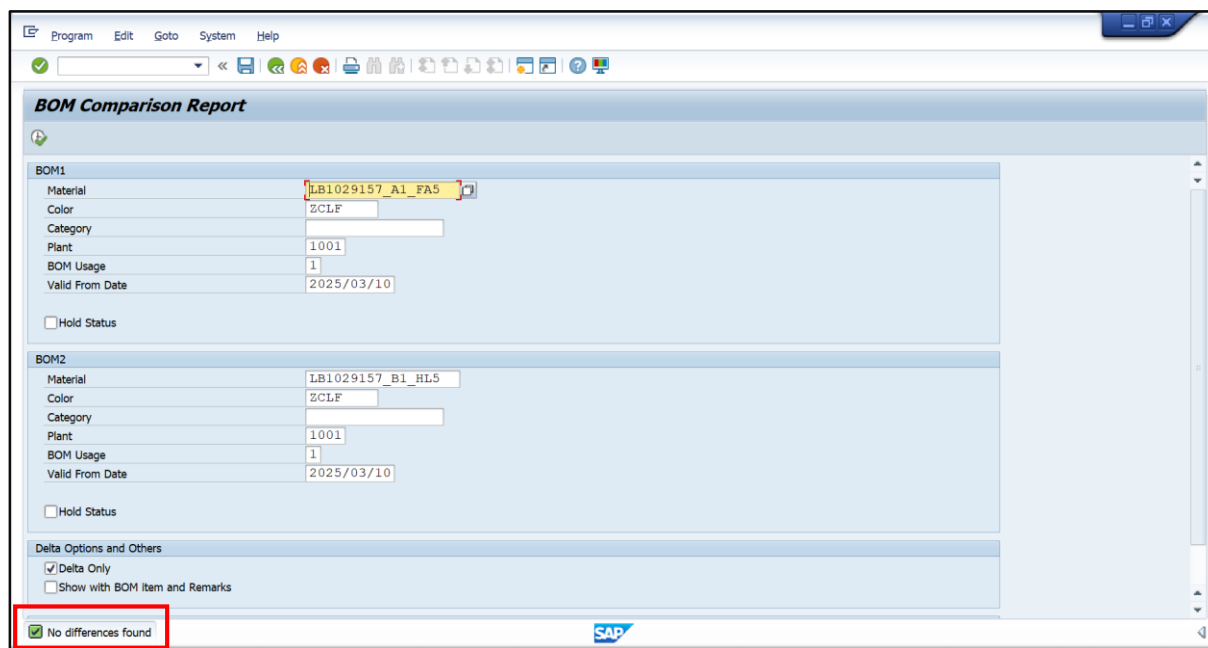 Program Edit Goto System Help
BOM Comparison Report
BOM1
Material LB1029157_A1_FA5
Color ZCLF
Category
Plant 1001
BOM Usage 1
Valid From Date 2025/03/10
Hold Status
BOM2
Material LB1029157_B1_HL5
Color ZCLF
Category
Plant 1001
BOM Usage 1
Valid From Date 2025/03/10
Hold Status
Delta Options and Others
Delta Only
Show with BOM item and Remarks
No differences found SAP